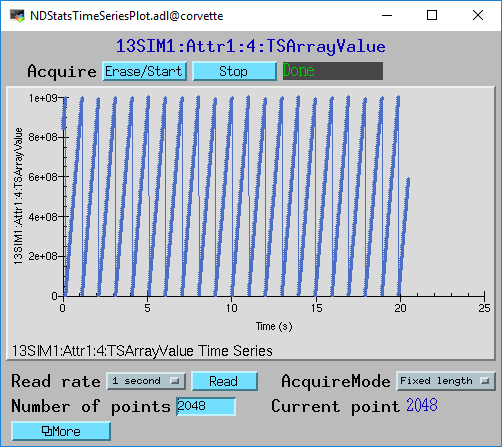 NDStatsTimeSeriesPlot.adl@corvette
13SIM1:Attr1:4:TSArrayValue
Acquire Erase/Start Stop Done
13SIM1:Attr1:4:TSArrayValue
1e+09
8e+08
6e+08
4e+08
2e+08
0
0 5 10 15 20 25
Time (s)
13SIM1:Attr1:4:TSArrayValue Time Series
Read rate 1 second Read AcquireMode Fixed length
Number of points 2048 Current point 2048
More